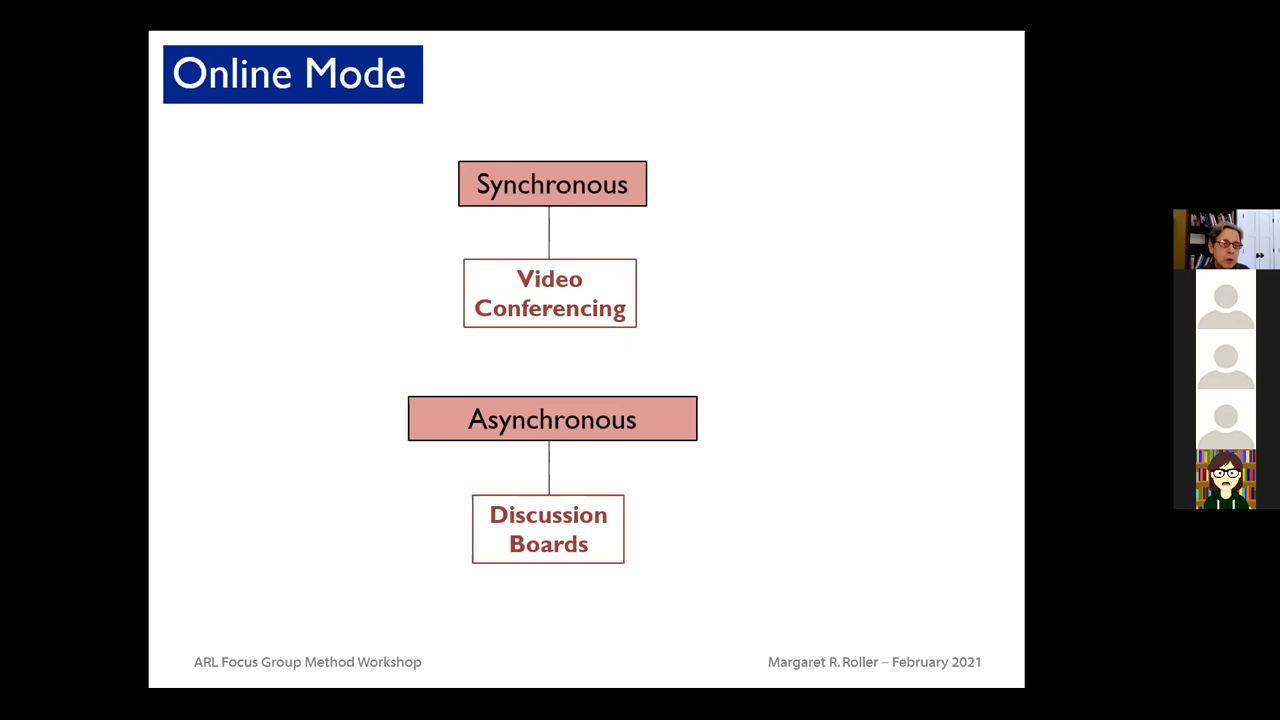 Online Mode
Synchronous
Video
Conferencing
Asynchronous
Discussion
Boards
ARL Focus Group Method Workshop
Margaret R. Roller – February 2021